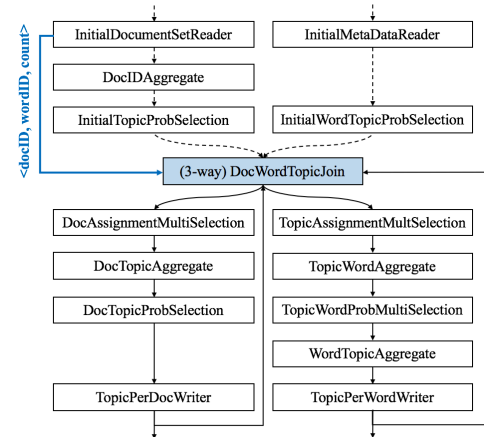 <docID, wordID, count>
InitialDocumentSetReader
InitialMetaDataReader
DocIDAggregate
InitialTopicProbSelection
InitialWordTopicProbSelection
(3-way) DocWordTopicJoin
DocAssignmentMultiSelection
TopicAssignmentMultSelection
DocTopicAggregate
TopicWordAggregate
DocTopicProbSelection
TopicWordProbMultiSelection
WordTopicAggregate
TopicPerDocWriter
TopicPerWordWriter